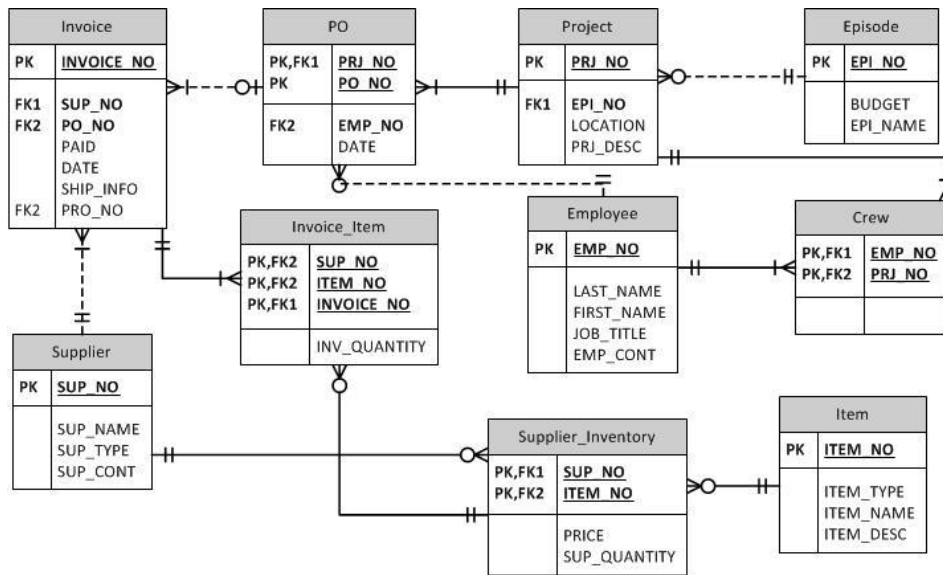 Invoice
PK INVOICE_NO
FK1 SUP_NO
FK2 PO_NO
PAID
DATE
SHIP_INFO
FK2 PRO_NO
PO
PK,FK1 PRJ_NO
PK PO_NO
FK2 EMP_NO
DATE
Project
PK PRJ_NO
FK1 EPI_NO
LOCATION
PRJ_DESC
Episode
PK EPI_NO
BUDGET
EPI_NAME
Invoice_Item
PK,FK2 SUP_NO
PK,FK2 ITEM_NO
PK,FK1 INVOICE_NO
INV_QUANTITY
Employee
PK EMP_NO
LAST_NAME
FIRST_NAME
JOB_TITLE
EMP_CONT
Crew
PK,FK1 EMP_NO
PK,FK2 PRJ_NO
Supplier
PK SUP_NO
SUP_NAME
SUP_TYPE
SUP_CONT
Supplier_Inventory
PK,FK1 SUP_NO
PK,FK2 ITEM_NO
PRICE
SUP_QUANTITY
Item
PK ITEM_NO
ITEM_TYPE
ITEM_NAME
ITEM_DESC